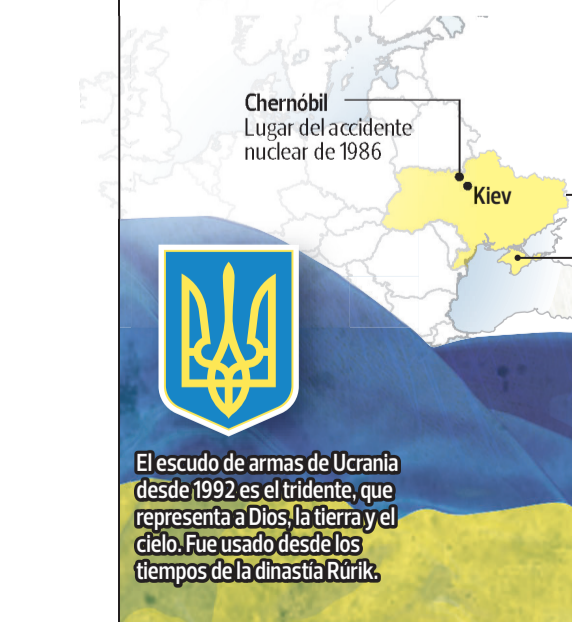 Chernóbil
Lugar del accidente
nuclear de 1986
Kiev
El escudo de armas de Ucrania
desde 1992 es el tridente, que
representa a Dios, la tierra y el
cielo. Fue usado desde los
tiempos de la dinastía Rúrik.